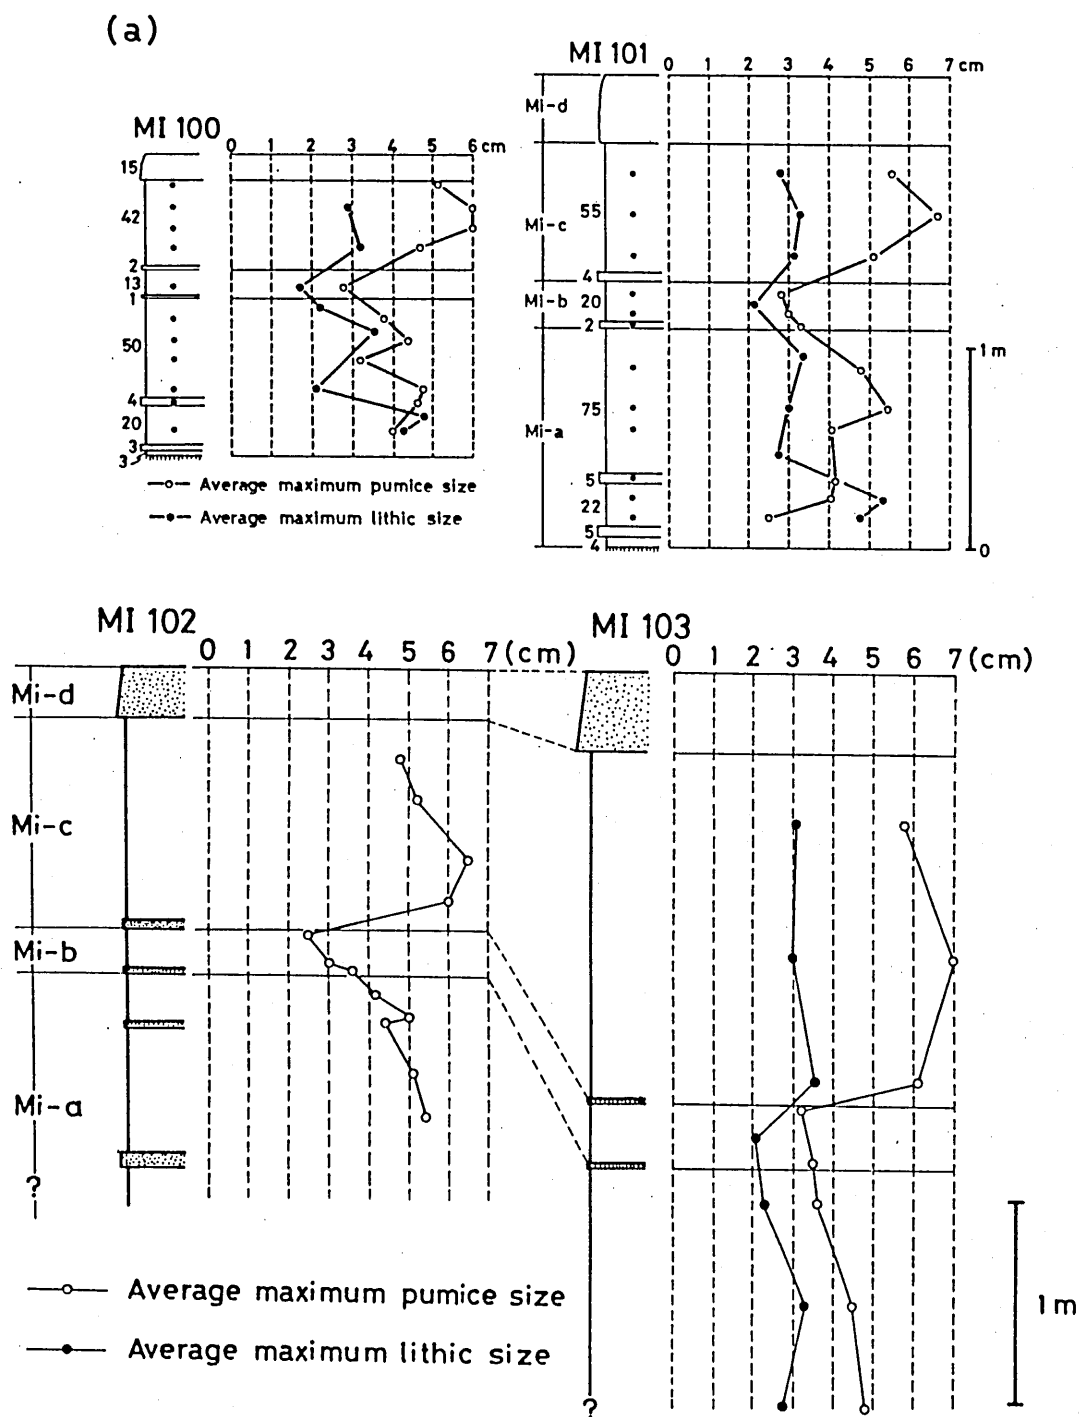 (a)
MI 100
0 1 2 3 4 5 6 cm
15
42
2
13
1
50
4
20
3
3
Average maximum pumice size
Average maximum lithic size
MI 101
0 1 2 3 4 5 6 7 cm
Mi-d
Mi-c
55
4
Mi-b
20
2
Mi-a
75
5
22
5
4
1m
0
MI 102
0 1 2 3 4 5 6 7 (cm)
Mi-d
Mi-c
Mi-b
Mi-a
?
MI 103
0 1 2 3 4 5 6 7 (cm)
?
1m
Average maximum pumice size
Average maximum lithic size